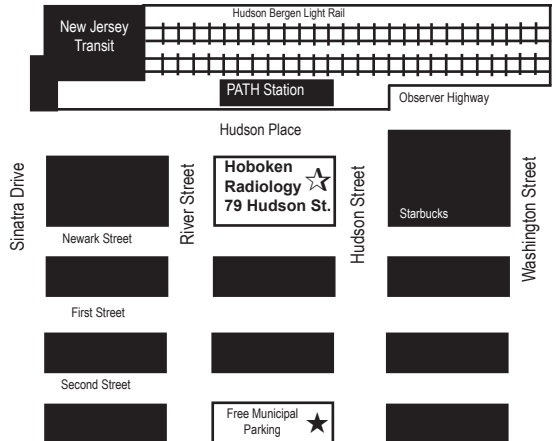 Hudson Bergen Light Rail
New Jersey
Transit
PATH Station
Observer Highway
Hudson Place
Sinatra Drive
River Street
Hoboken
Radiology
79 Hudson St.
Hudson Street
Starbucks
Washington Street
Newark Street
First Street
Second Street
Free Municipal
Parking